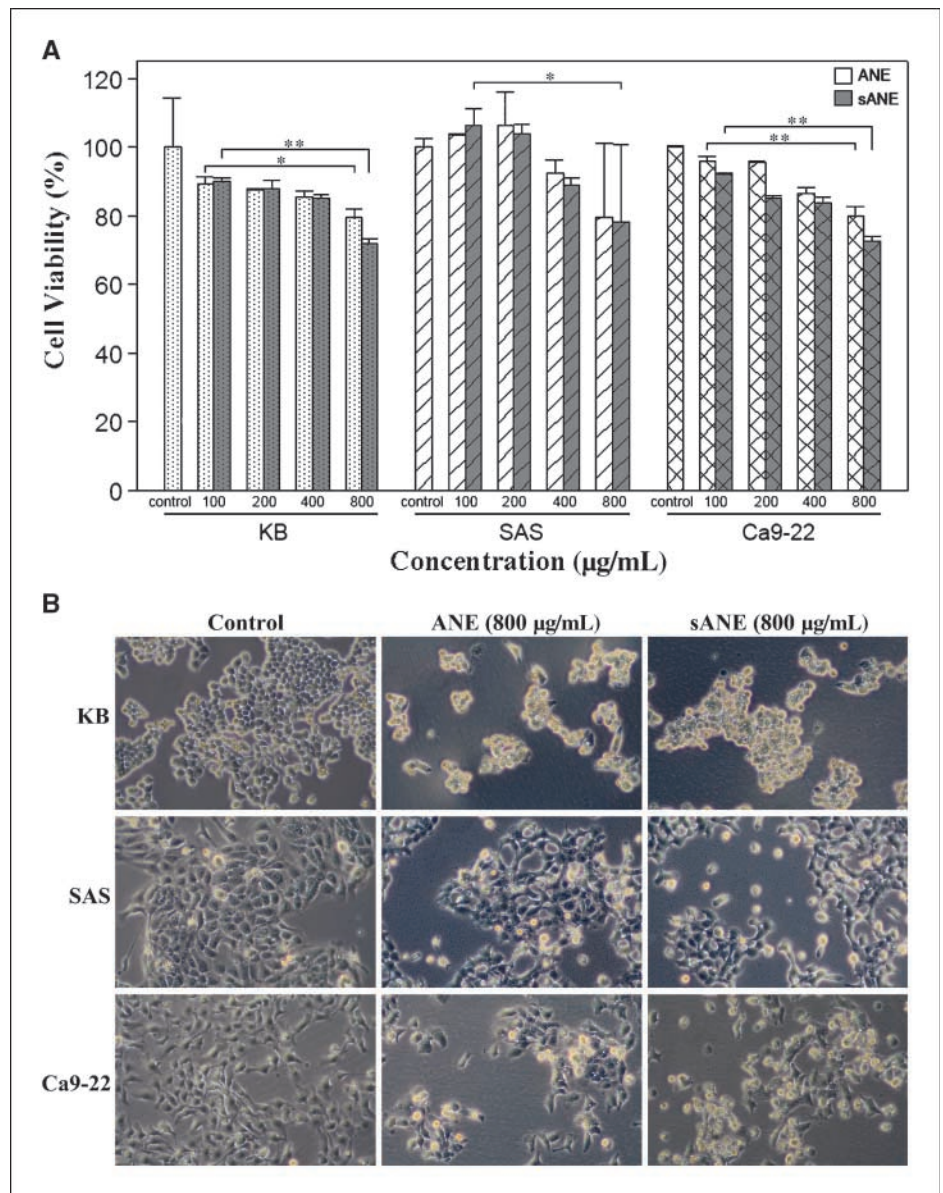 A
120
100
80
60
40
20
0
Cell Viability (%)
ANE
sANE
**
*
*
**
**
control 100 200 400 800 control 100 200 400 800 control 100 200 400 800
KB SAS Ca9-22
Concentration (µg/mL)
B
Control ANE (800 µg/mL) sANE (800 µg/mL)
KB
SAS
Ca9-22